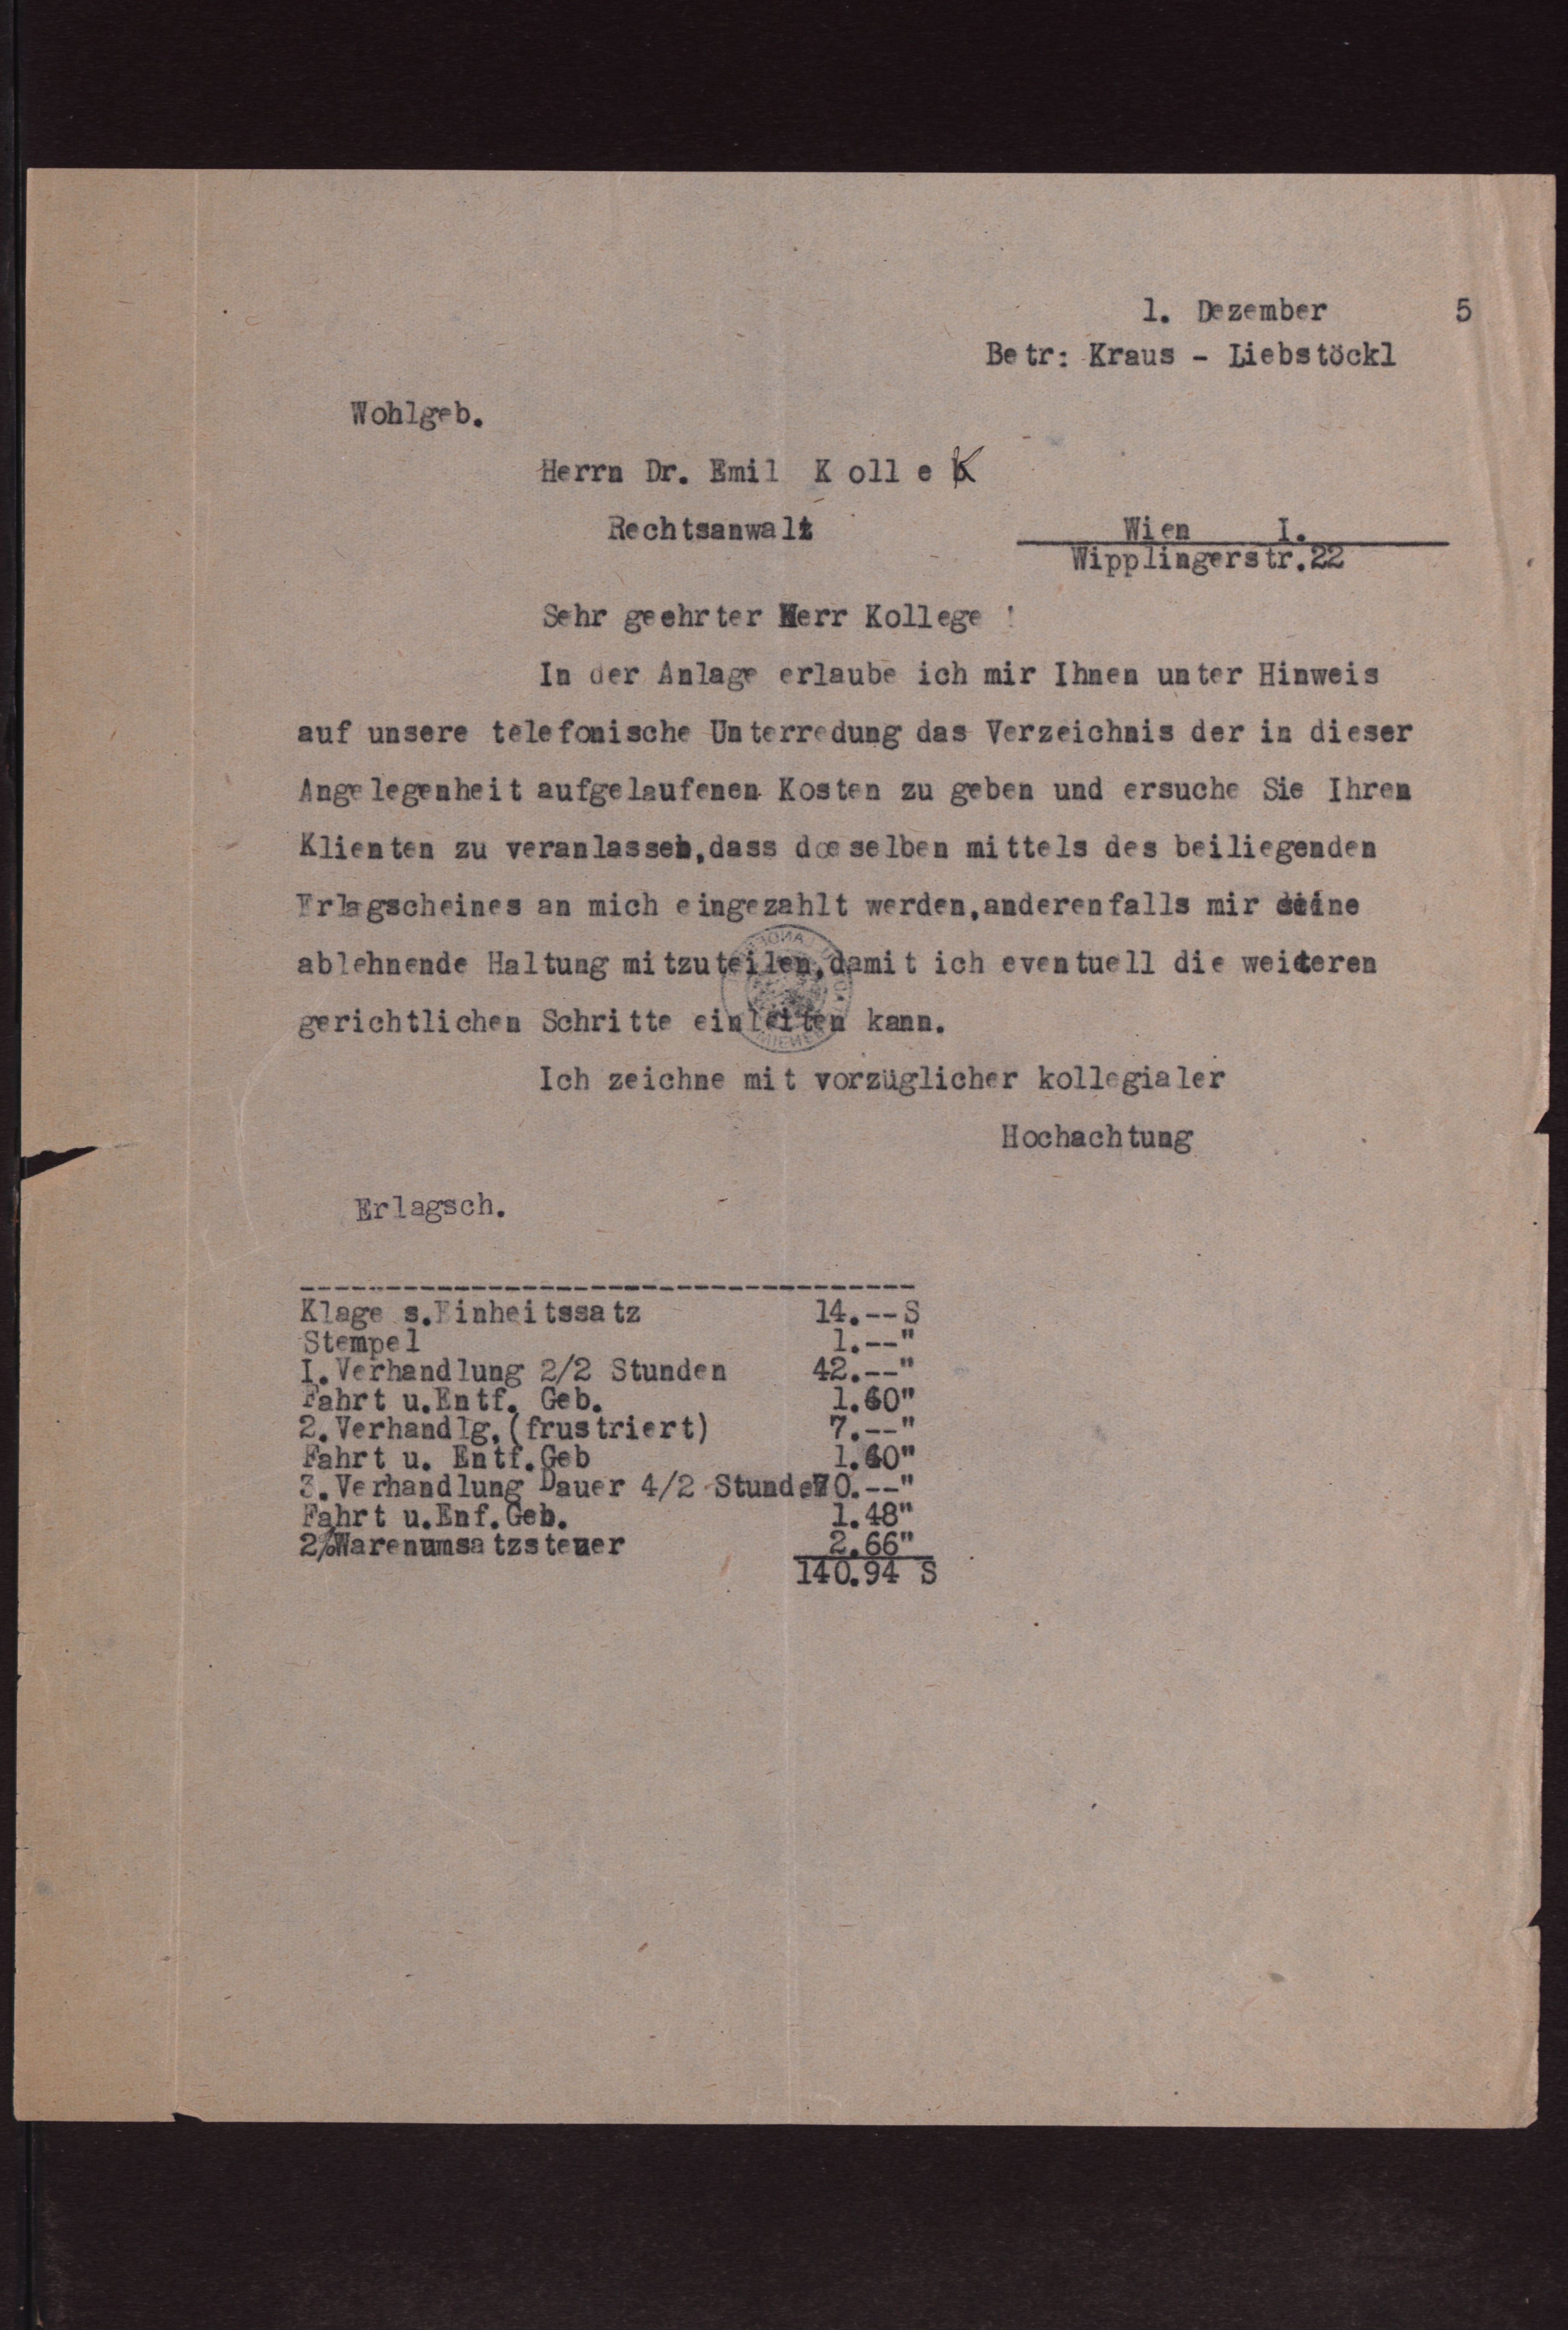 1. Dezember 5
Betr: Kraus - Liebstöckl
Wohlgeb.
Herrn Dr. Emil K oll e k
Rechtsanwalt Wien I.
Wipplingerstr.22
Sehr geehrter Herr Kollege !
In der Anlage erlaube ich mir Ihnen unter Hinweis
auf unsere telefonische Unterredung das Verzeichnis der in dieser
Angelegenheit aufgelaufenen Kosten zu geben und ersuche Sie Ihren
Klienten zu veranlassen,dass dieselben mittels des beiliegenden
Erlagscheines an mich eingezahlt werden,anderenfalls mir seine
ablehnende Haltung mitzuteilen,damit ich eventuell die weiteren
gerichtlichen Schritte einleiten kann.
Ich zeichne mit vorzüglicher kollegialer
Hochachtung
Erlagsch.
------------------------------------
Klage s.Einheitssatz 14.--S
Stempel 1.--"
I.Verhandlung 2/2 Stunden 42.--"
Fahrt u.Entf. Geb. 1.60"
2.Verhandlg.(frustriert) 7.--"
Fahrt u. Entf.Geb 1.60"
3.Verhandlung Dauer 4/2 Stunden 70.--"
Fahrt u.Enf.Geb. 1.48"
2%Warenumsatzsteuer 2.66"
140.94 S